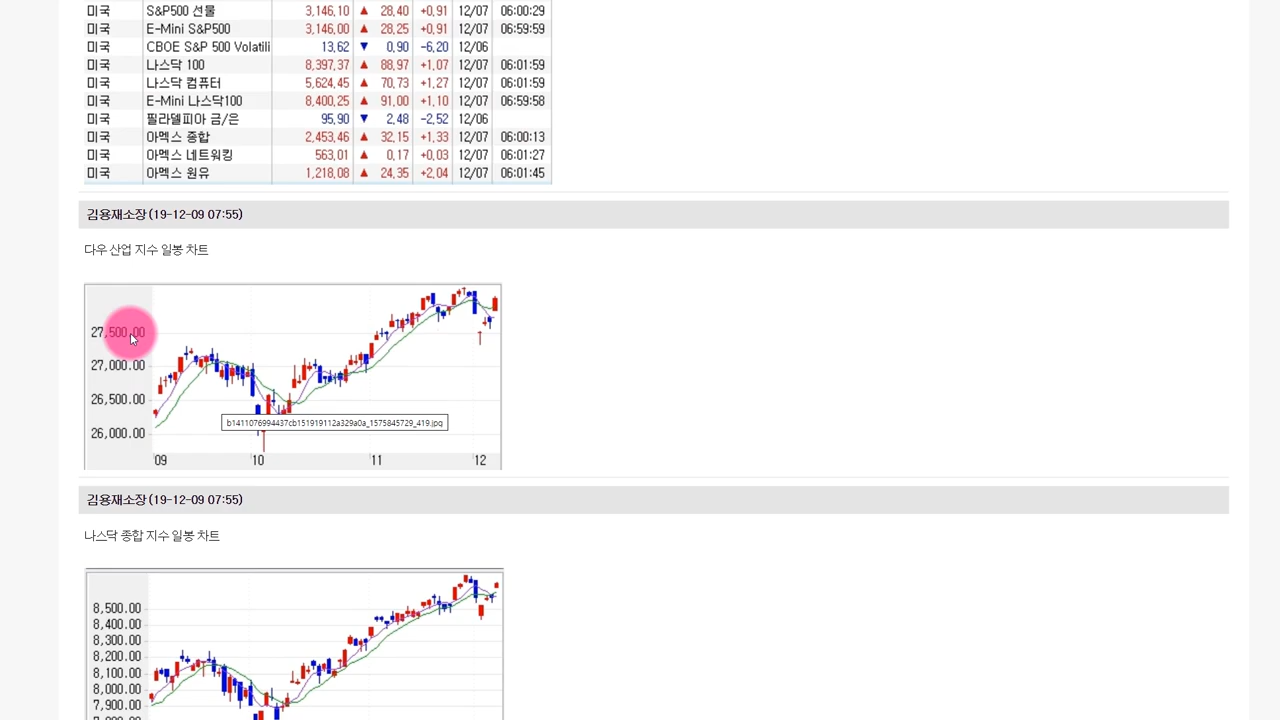 미국 S&P500 선물 3,146,10 ▲ 28,40 +0,91 12/07 06:00:29
미국 E-Mini S&P500 3,146,00 ▲ 28,25 +0,91 12/07 06:59:59
미국 CBOE S&P 500 Volatili 13,62 ▼ 0,90 -6,20 12/06
미국 나스닥 100 8,397,37 ▲ 88,97 +1,07 12/07 06:01:59
미국 나스닥 컴퓨터 5,624,45 ▲ 70,73 +1,27 12/07 06:01:59
미국 E-Mini 나스닥100 8,400,25 ▲ 91,00 +1,10 12/07 06:59:58
미국 필라델피아 금/은 95,90 ▼ 2,48 -2,52 12/06
미국 아멕스 종합 2,453,46 ▲ 32,15 +1,33 12/07 06:00:13
미국 아멕스 네트워킹 563,01 ▲ 0,17 +0,03 12/07 06:01:27
미국 아멕스 원유 1,218,08 ▲ 24,35 +2,04 12/07 06:01:45
김용재소장 (19-12-09 07:55)
다우 산업 지수 일봉 차트
27,500.00
27,000.00
26,500.00
b1411076994437cb151919112a329a0a_1575845729_419.jpg
26,000.00
09 10 11 12
김용재소장 (19-12-09 07:55)
나스닥 종합 지수 일봉 차트
8,500.00
8,400.00
8,300.00
8,200.00
8,100.00
8,000.00
7,900.00